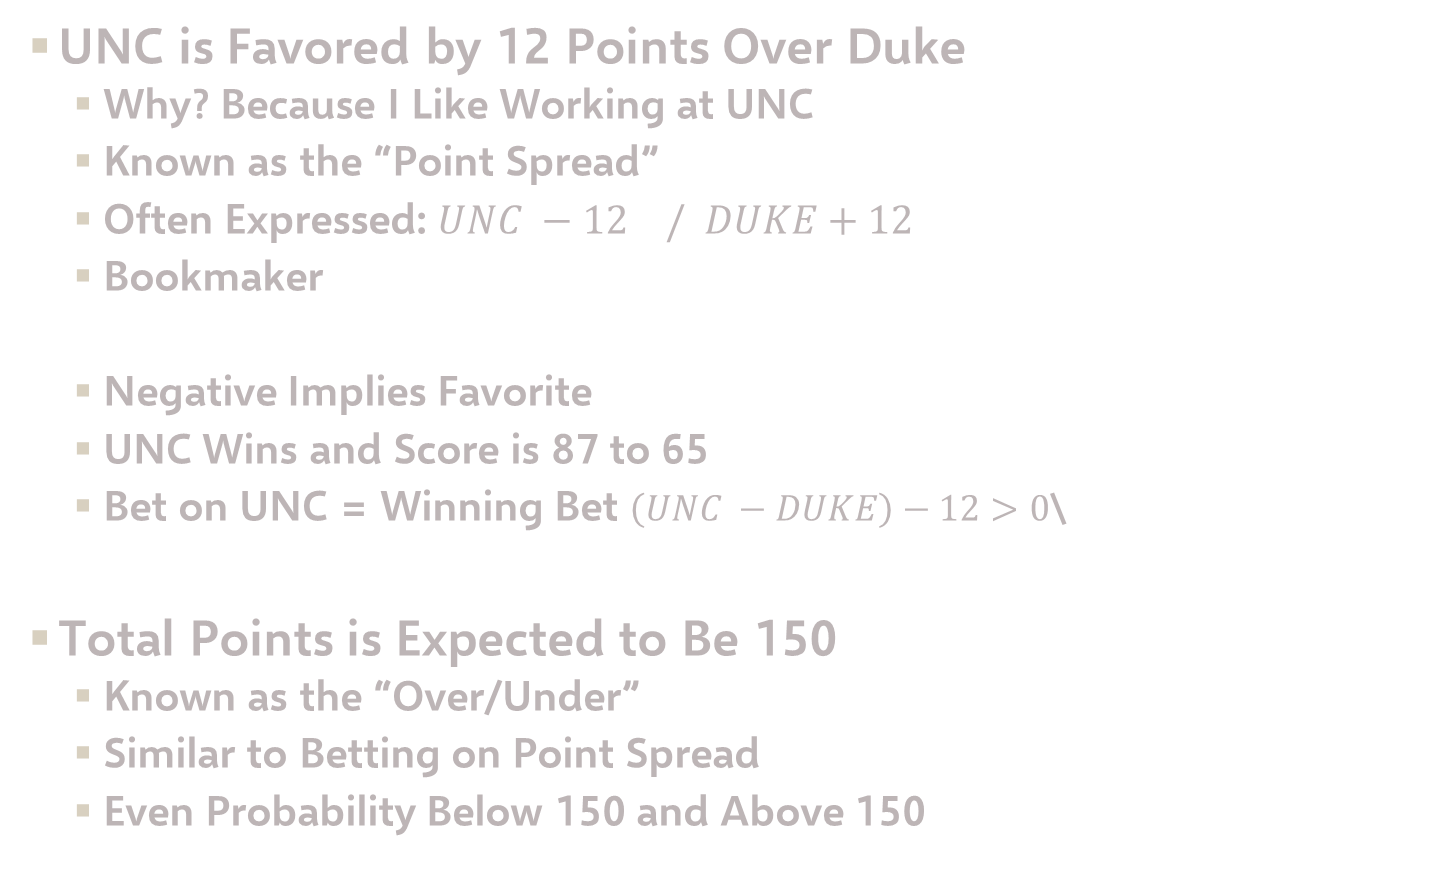 ▪ UNC is Favored by 12 Points Over Duke
▪ Why? Because I Like Working at UNC
▪ Known as the “Point Spread”
▪ Often Expressed: UNC − 12 / DUKE + 12
▪ Bookmaker
▪ Negative Implies Favorite
▪ UNC Wins and Score is 87 to 65
▪ Bet on UNC = Winning Bet (UNC − DUKE) − 12 > 0\
▪ Total Points is Expected to Be 150
▪ Known as the “Over/Under”
▪ Similar to Betting on Point Spread
▪ Even Probability Below 150 and Above 150